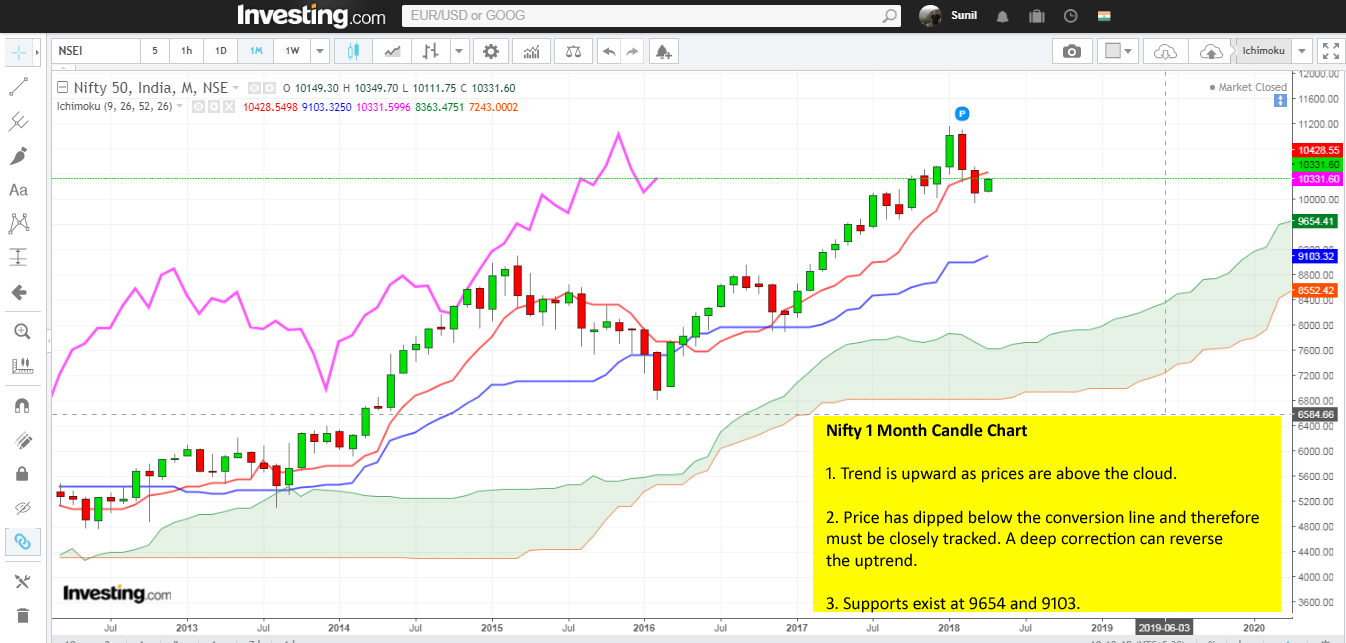 Investing.com
EUR/USD or GOOG
Sunil
NSEI
5
1h
1D
1M
1W
Ichimoku
Nifty 50, India, M, NSE
O 10149.30 H 10349.70 L 10111.75 C 10331.60
Market Closed
Ichimoku (9, 26, 52, 26)
10428.5498 9103.3250 10331.5996 8363.4751 7243.0002
P
Aa
12000.00
11600.00
11200.00
10428.55
10331.60
10331.60
10000.00
9654.41
9103.32
8800.00
8552.42
8400.00
8000.00
7600.00
7200.00
6800.00
6584.66
6400.00
6000.00
5600.00
5200.00
4800.00
4400.00
4000.00
3600.00
Nifty 1 Month Candle Chart
1. Trend is upward as prices are above the cloud.
2. Price has dipped below the conversion line and therefore
must be closely tracked. A deep correction can reverse
the uptrend.
3. Supports exist at 9654 and 9103.
Investing.com
Jul 2013 Jul 2014 Jul 2015 Jul 2016 Jul 2017 Jul 2018 Jul 2019 2019-06-03 2020